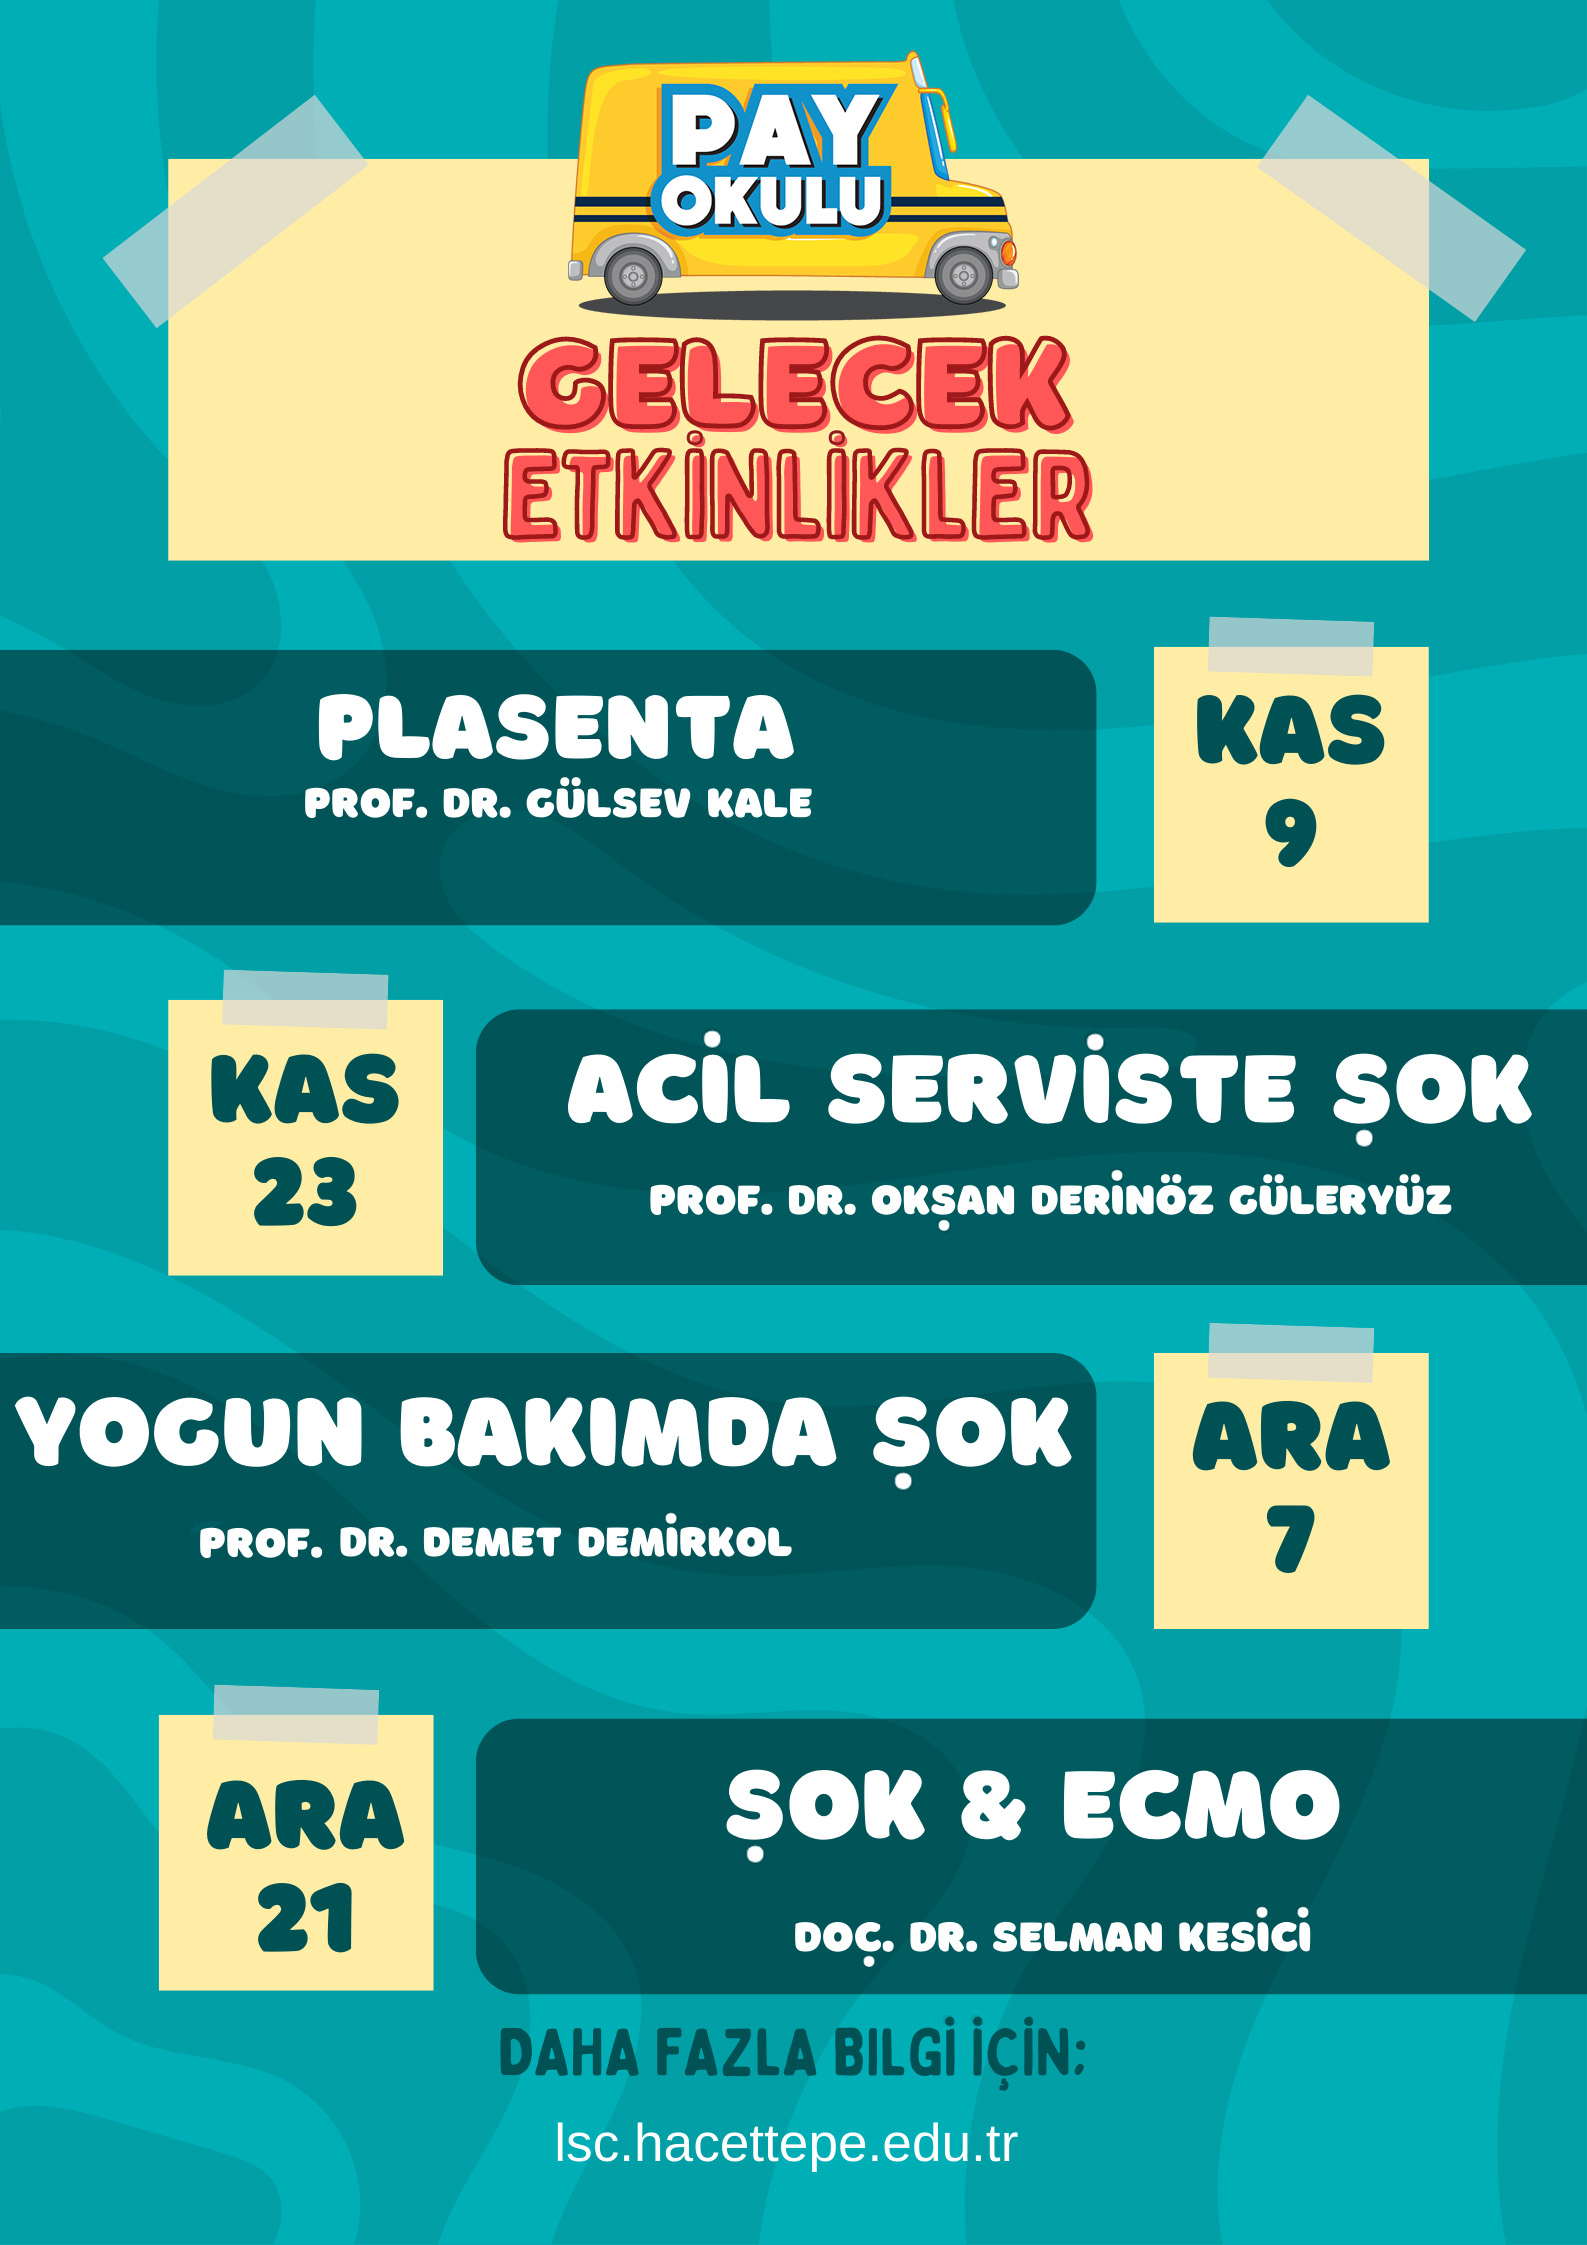 PAY
OKULU
GELECEK
ETKİNLİKLER
PLASENTA
PROF. DR. GÜLSEV KALE
KAS
9
KAS
23
ACİL SERVİSTE ŞOK
PROF. DR. OKŞAN DERİNÖZ GÜLERYÜZ
YOGUN BAKIMDA ŞOK
PROF. DR. DEMET DEMİRKOL
ARA
7
ARA
21
ŞOK & ECMO
DOÇ. DR. SELMAN KESİCİ
DAHA FAZLA BILGİ İÇİN;
lsc.hacettepe.edu.tr